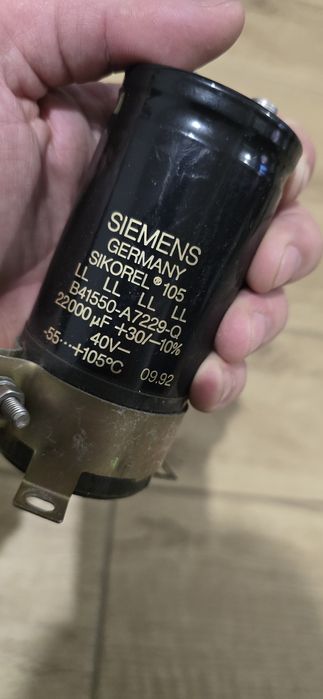 SIEMENS
GERMANY
SIKOREL® 105
LL LL LL LL
B41550-A7229-Q
22000 µF +30/-10%
40V–
-55....+105°C 09.92